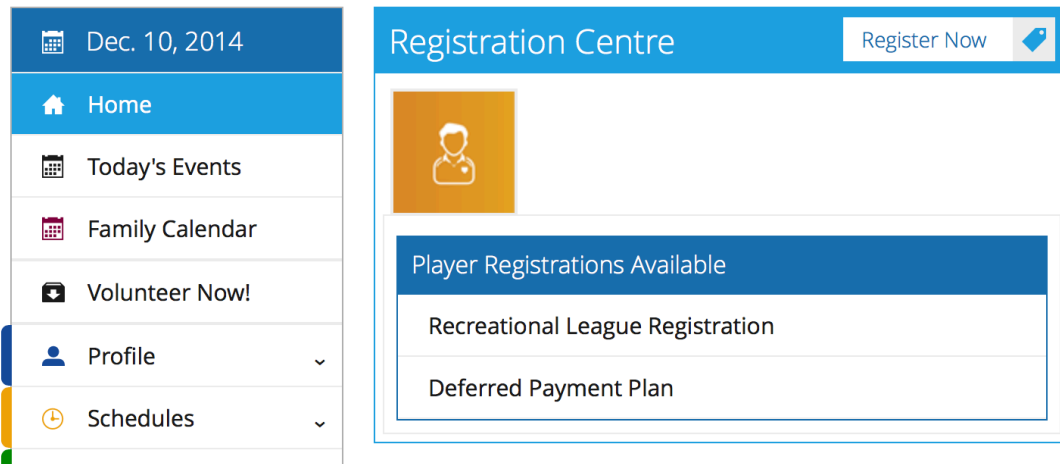 Dec. 10, 2014
Home
Today's Events
Family Calendar
Volunteer Now!
Profile
Schedules
Registration Centre
Register Now
Player Registrations Available
Recreational League Registration
Deferred Payment Plan